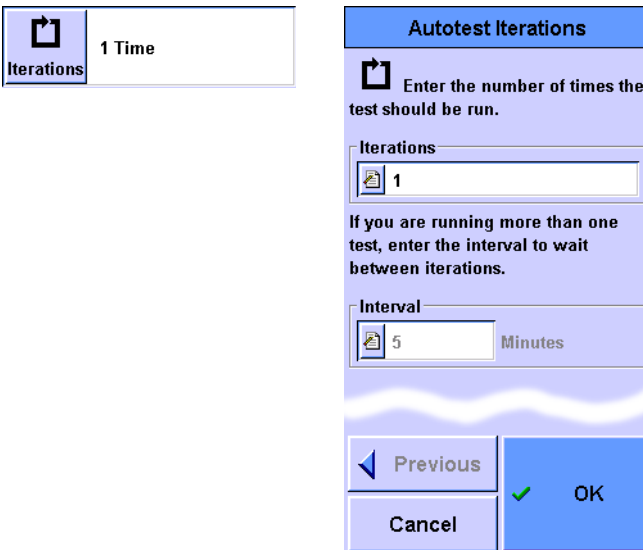 Iterations
1 Time
Autotest Iterations
Enter the number of times the
test should be run.
Iterations
1
If you are running more than one
test, enter the interval to wait
between iterations.
Interval
5 Minutes
Previous
Cancel
OK